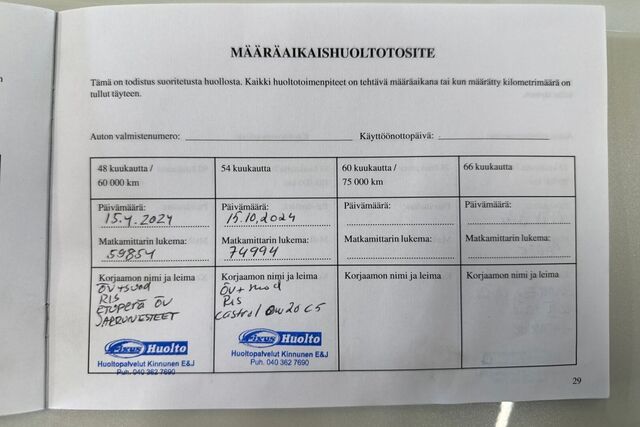 MÄÄRÄAIKAISHUOLTOTOSITE
Tämä on todistus suoritetusta huollosta. Kaikki huoltotoimenpiteet on tehtävä määräaikana tai kun määrätty kilometrimäärä on
tullut täyteen.
Auton valmistenumero: Käyttöönottopäivä:
48 kuukautta /
60 000 km
Päivämäärä:
15.4.2024
Matkamittarin lukema:
59854
Korjaamon nimi ja leima
ÖV+suod
RIS
ETUPERÄ ÖV
JARRUNESTEET
Fixus Huolto
Huoltopalvelut Kinnunen E&J
Puh. 040 362 7690
54 kuukautta
Päivämäärä:
15.10.2024
Matkamittarin lukema:
74994
Korjaamon nimi ja leima
ÖV+
RIS
Castrol 0W20 C5
Fixus Huolto
Huoltopalvelut Kinnunen E&J
Puh. 040 362 7690
60 kuukautta /
75 000 km
Päivämäärä:
Matkamittarin lukema:
Korjaamon nimi ja leima
66 kuukautta
Päivämäärä:
Matkamittarin lukema:
Korjaamon nimi ja leima
29